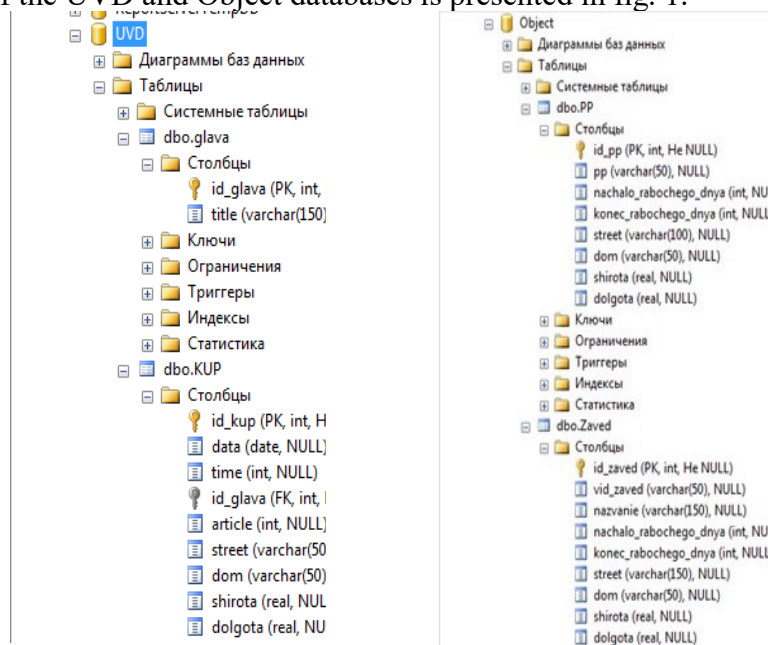 the UVD and Object databases is presented in fig. 1.
UVD
Диаграммы баз данных
Таблицы
Системные таблицы
dbo.glava
Столбцы
id_glava (PK, int,
title (varchar(150)
Ключи
Ограничения
Триггеры
Индексы
Статистика
dbo.KUP
Столбцы
id_kup (PK, int, Н
data (date, NULL)
time (int, NULL)
id_glava (FK, int,
article (int, NULL)
street (varchar(50
dom (varchar(50)
shirota (real, NUL
dolgota (real, NU
Object
Диаграммы баз данных
Таблицы
Системные таблицы
dbo.PP
Столбцы
id_pp (PK, int, Не NULL)
pp (varchar(50), NULL)
nachalo_rabochego_dnya (int, NU
konec_rabochego_dnya (int, NULL
street (varchar(100), NULL)
dom (varchar(50), NULL)
shirota (real, NULL)
dolgota (real, NULL)
Ключи
Ограничения
Триггеры
Индексы
Статистика
dbo.Zaved
Столбцы
id_zaved (PK, int, Не NULL)
vid_zaved (varchar(50), NULL)
nazvanie (varchar(150), NULL)
nachalo_rabochego_dnya (int, NU
konec_rabochego_dnya (int, NULL
street (varchar(150), NULL)
dom (varchar(50), NULL)
shirota (real, NULL)
dolgota (real, NULL)